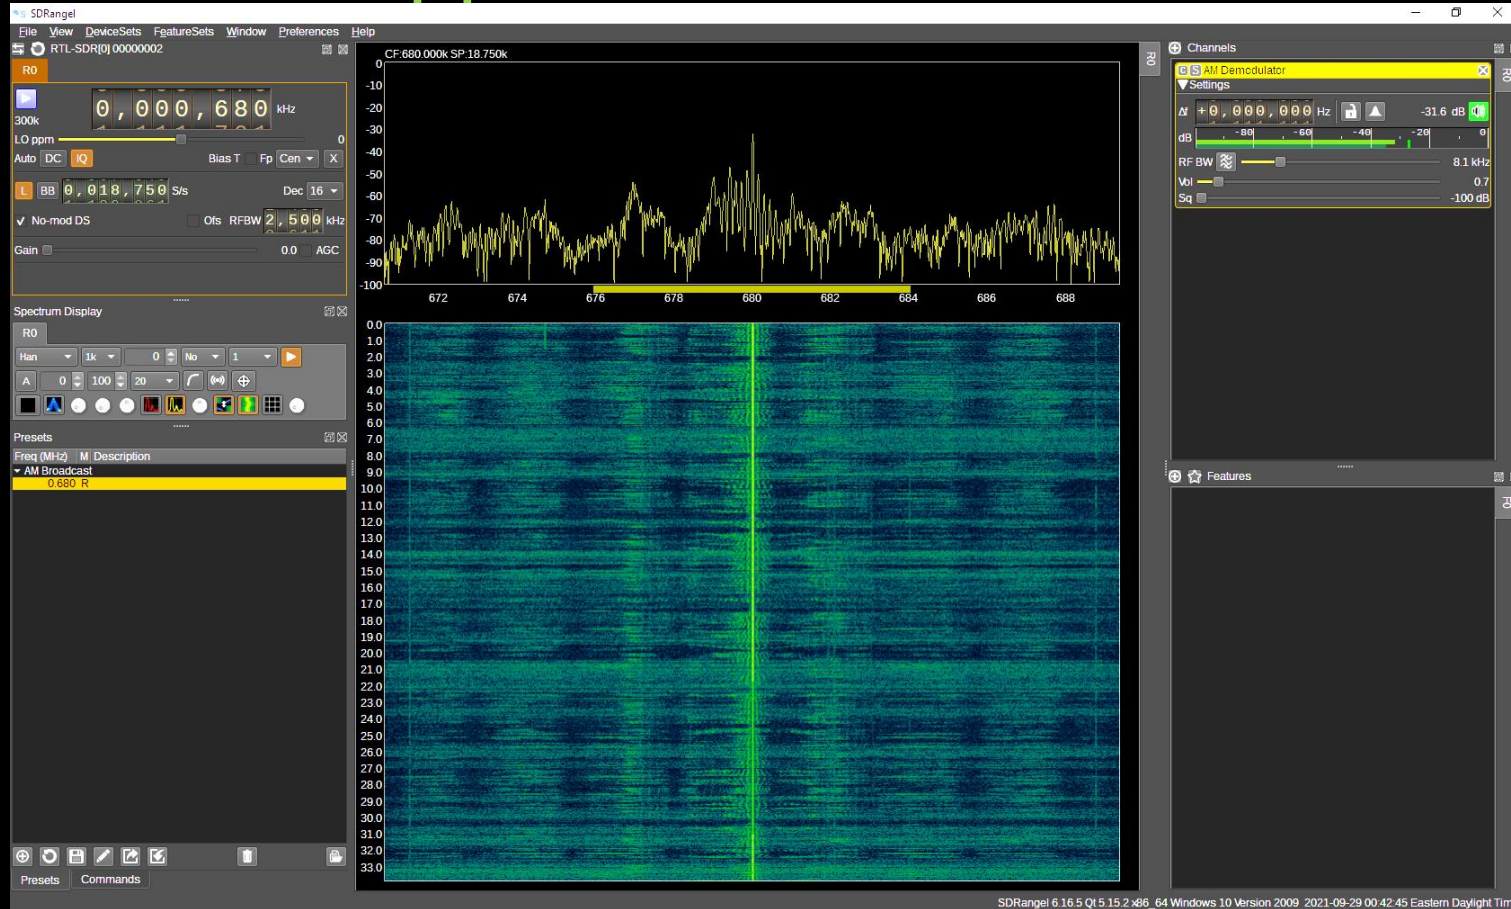 SDRangel
File View DeviceSets FeatureSets Window Preferences Help
RTL-SDR[0] 00000002
R0
0,000,680 kHz
300k
LO ppm 0
Auto DC IQ Bias T Fp Cen X
L BB 0,018,750 S/s Dec 16
No-mod DS Ofs RFBW 2,500 kHz
Gain 0.0 AGC
Spectrum Display
R0
Han 1k 0 No 1
A 0 100 20
Presets
Freq (MHz) M Description
AM Broadcast
0.680 R
Presets Commands
CF:680.000k SP:18.750k
0
-10
-20
-30
-40
-50
-60
-70
-80
-90
-100
672 674 676 678 680 682 684 686 688
0.0
1.0
2.0
3.0
4.0
5.0
6.0
7.0
8.0
9.0
10.0
11.0
12.0
13.0
14.0
15.0
16.0
17.0
18.0
19.0
20.0
21.0
22.0
23.0
24.0
25.0
26.0
27.0
28.0
29.0
30.0
31.0
32.0
33.0
R0
Channels
R0
C S AM Demodulator
Settings
Δf +0,000,000 Hz -31.6 dB
dB -80 -60 -40 -20 0
RF BW 8.1 kHz
Vol 0.7
Sq -100 dB
Features
R0
SDRangel 6.16.5 Qt 5.15.2 x86_64 Windows 10 Version 2009 2021-09-29 00:42:45 Eastern Daylight Tim